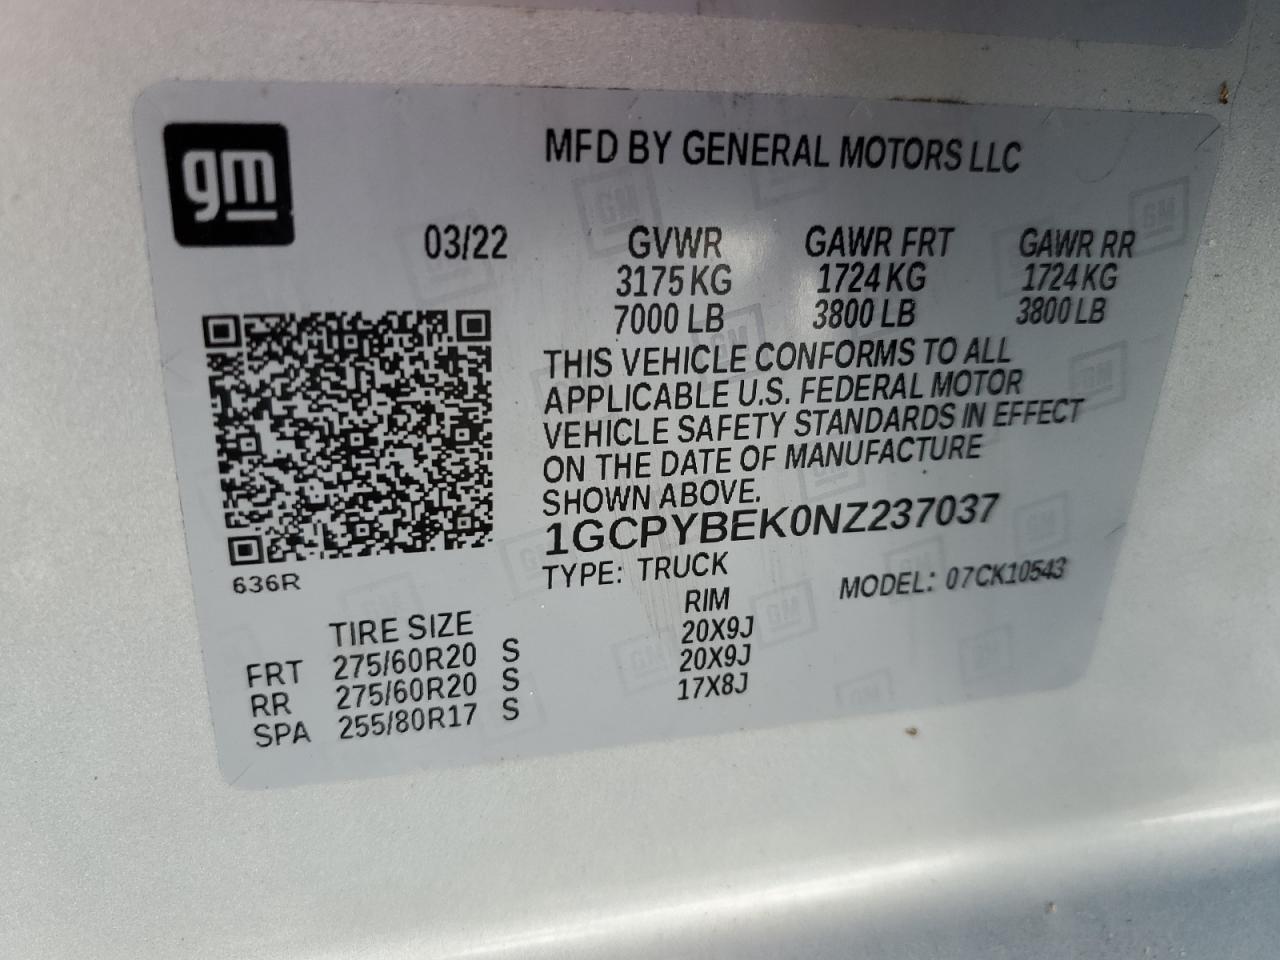 gm
MFD BY GENERAL MOTORS LLC
03/22 GVWR GAWR FRT GAWR RR
3175 KG 1724 KG 1724 KG
7000 LB 3800 LB 3800 LB
THIS VEHICLE CONFORMS TO ALL
APPLICABLE U.S. FEDERAL MOTOR
VEHICLE SAFETY STANDARDS IN EFFECT
ON THE DATE OF MANUFACTURE
SHOWN ABOVE.
1GCPYBEK0NZ237037
TYPE: TRUCK MODEL: 07CK10543
636R
TIRE SIZE RIM
FRT 275/60R20 S 20X9J
RR 275/60R20 S 20X9J
SPA 255/80R17 S 17X8J